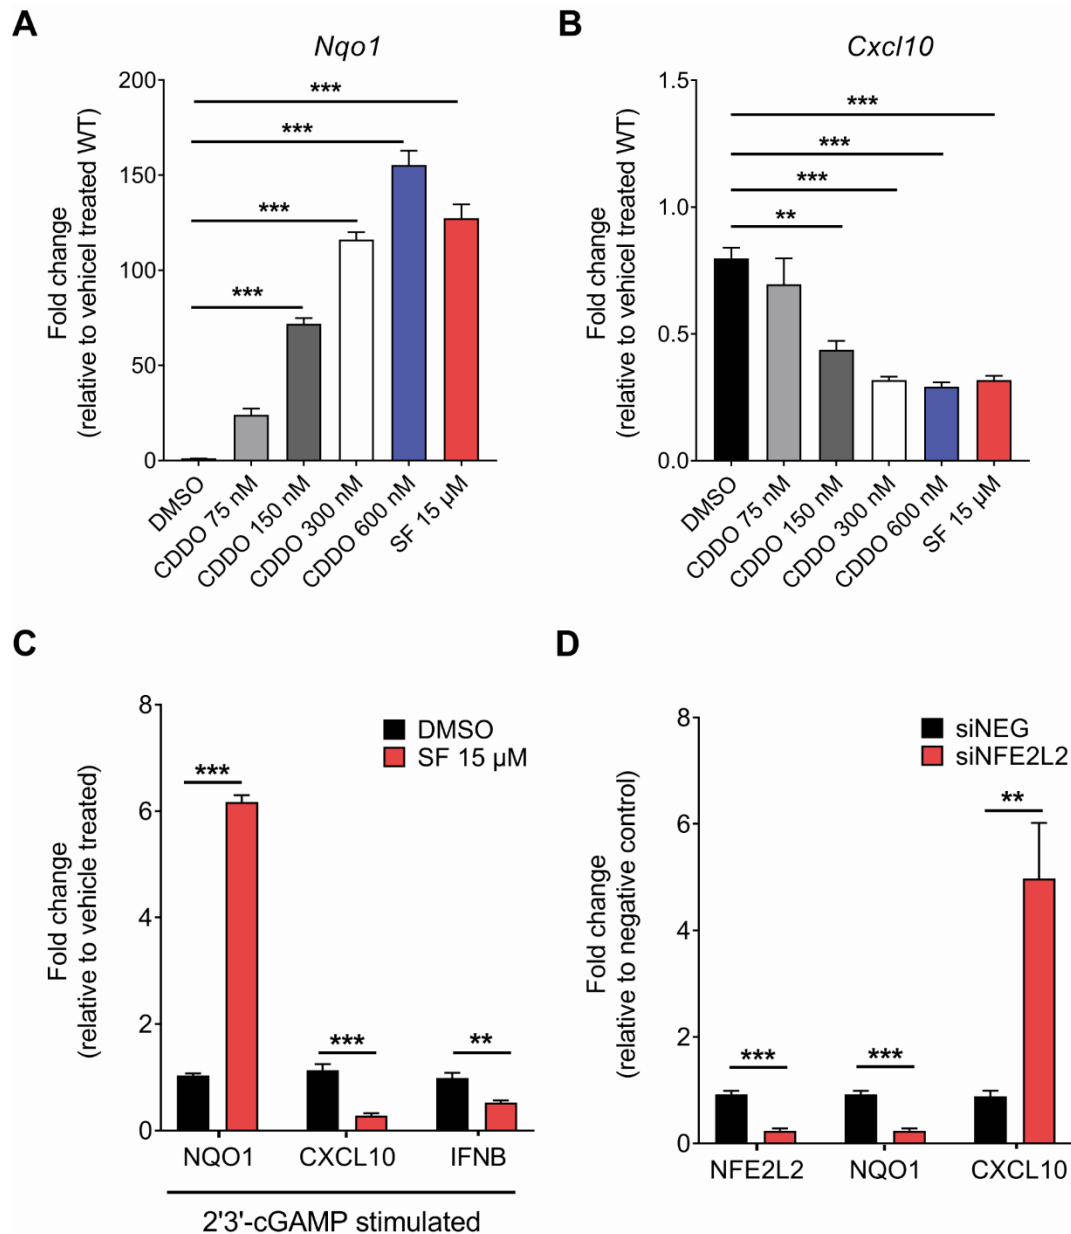 A
Nqo1
Fold change
(relative to vehicel treated WT)
200
150
100
50
0
***
***
***
***
DMSO
CDDO 75 nM
CDDO 150 nM
CDDO 300 nM
CDDO 600 nM
SF 15 µM
B
Cxcl10
Fold change
(relative to vehicel treated WT)
1.5
1.0
0.5
0.0
***
***
***
**
DMSO
CDDO 75 nM
CDDO 150 nM
CDDO 300 nM
CDDO 600 nM
SF 15 µM
C
Fold change
(relative to vehicle treated)
8
6
4
2
0
DMSO
SF 15 µM
***
***
**
NQO1
CXCL10
IFNB
2'3'-cGAMP stimulated
D
Fold change
(relative to negative control)
8
6
4
2
0
siNEG
siNFE2L2
**
***
***
NFE2L2
NQO1
CXCL10